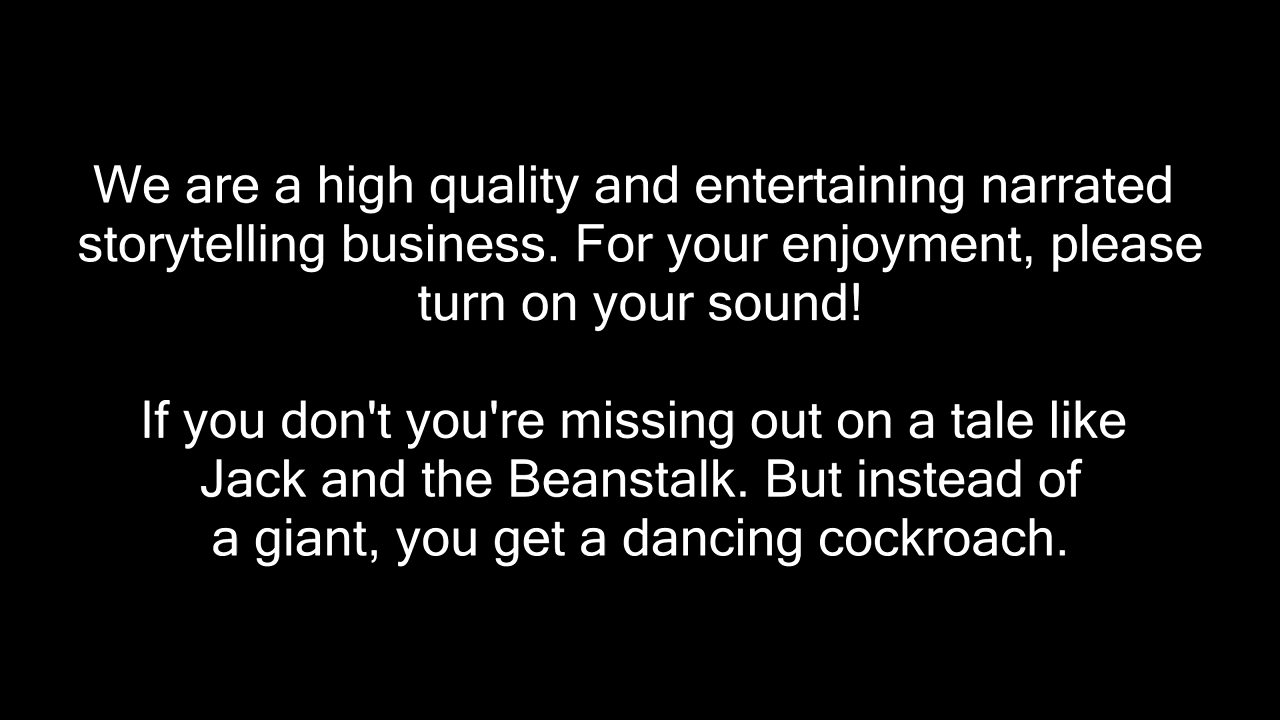 We are a high quality and entertaining narrated
storytelling business. For your enjoyment, please
turn on your sound!
If you don't you're missing out on a tale like
Jack and the Beanstalk. But instead of
a giant, you get a dancing cockroach.